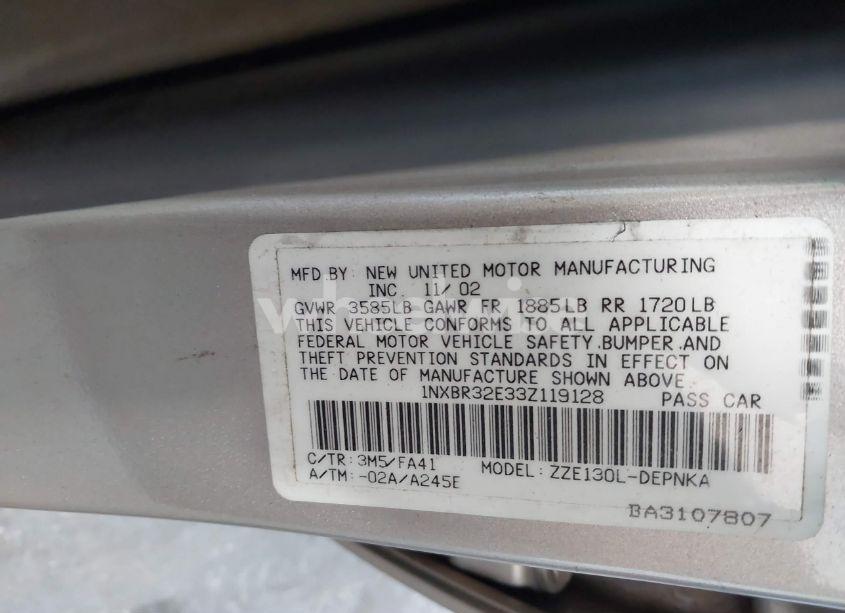 MFD BY: NEW UNITED MOTOR MANUFACTURING
INC. 11/02
GVWR 3585LB GAWR FR 1885LB RR 1720LB
THIS VEHICLE CONFORMS TO ALL APPLICABLE
FEDERAL MOTOR VEHICLE SAFETY,BUMPER,AND
THEFT PREVENTION STANDARDS IN EFFECT ON
THE DATE OF MANUFACTURE SHOWN ABOVE.
1NXBR32E33Z119128 PASS CAR
C/TR:3M5/FA41 MODEL: ZZE130L-DEPNKA
A/TM:-02A/A245E
BA3107807